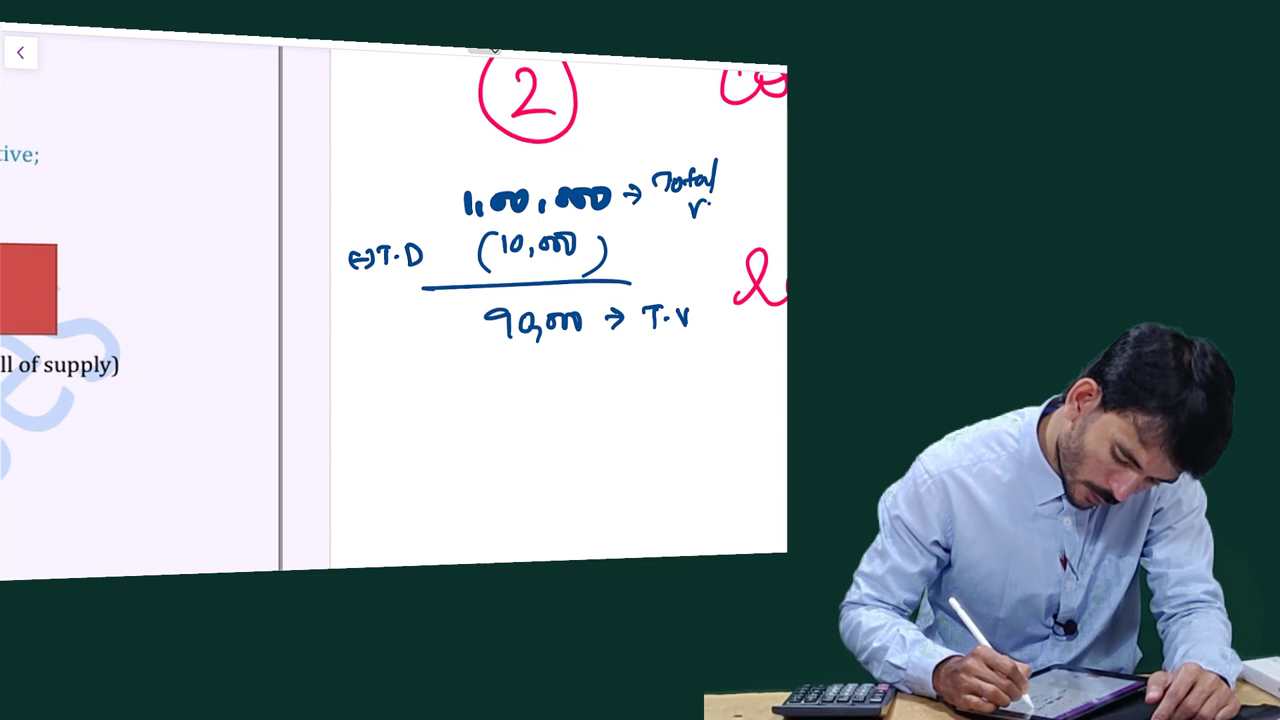 tive;
ll of supply)
2
1,00,000 → Total
V.
(-) T.D (10,000)
90,000 → T.V